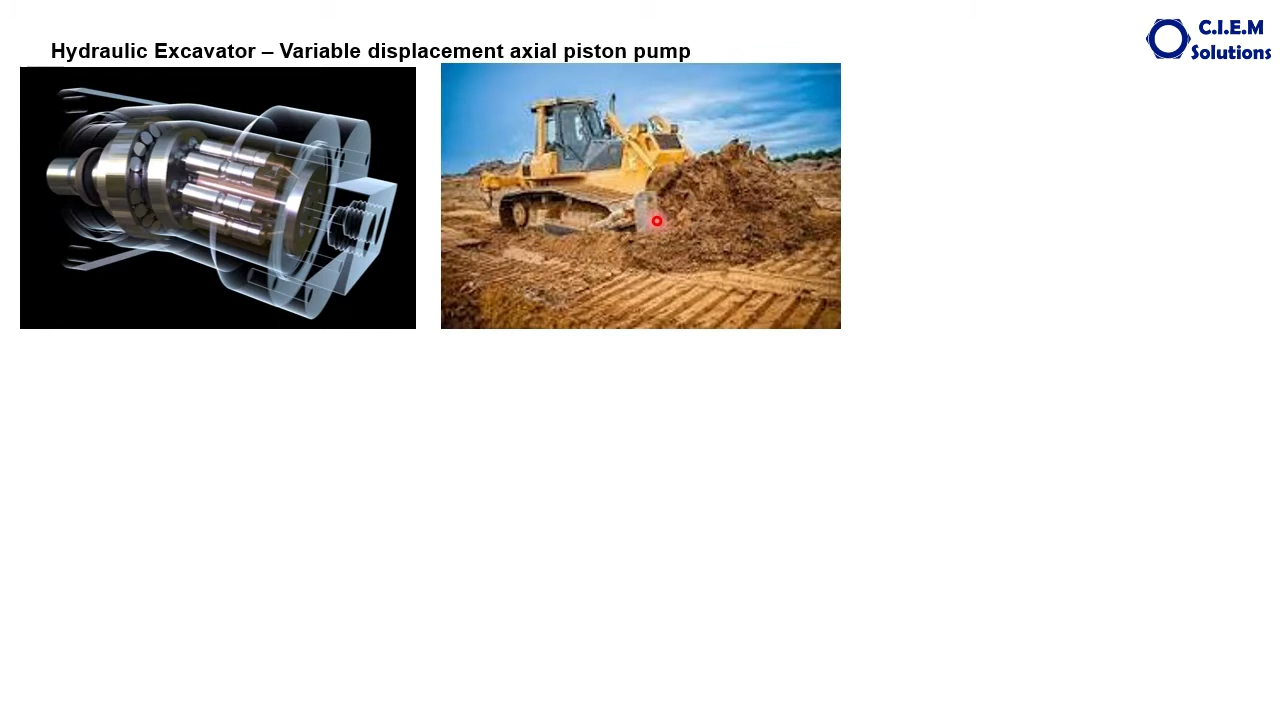 Hydraulic Excavator – Variable displacement axial piston pump
C.I.E.M
Solutions